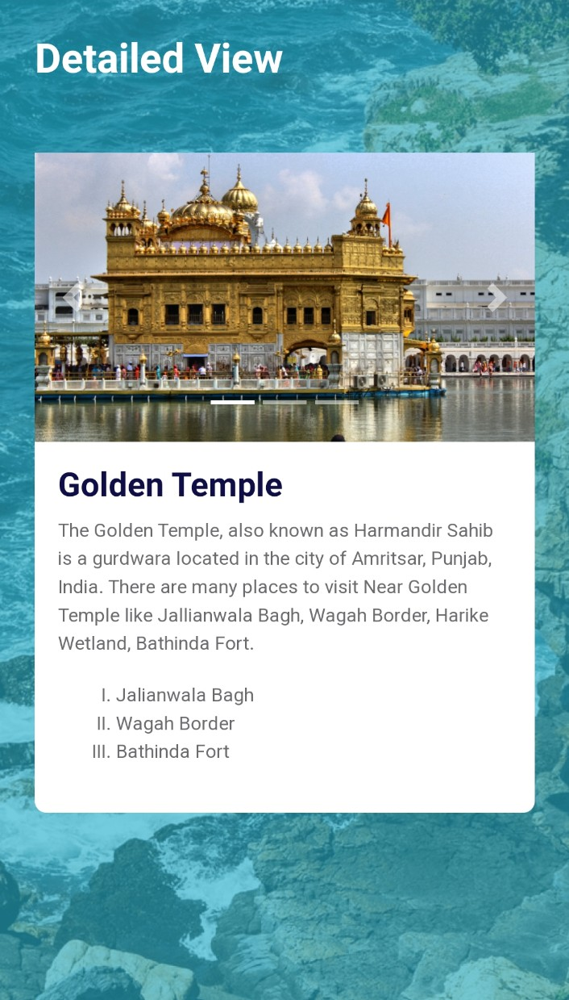 Detailed View
Golden Temple
The Golden Temple, also known as Harmandir Sahib
is a gurdwara located in the city of Amritsar, Punjab,
India. There are many places to visit Near Golden
Temple like Jallianwala Bagh, Wagah Border, Harike
Wetland, Bathinda Fort.
I. Jalianwala Bagh
II. Wagah Border
III. Bathinda Fort